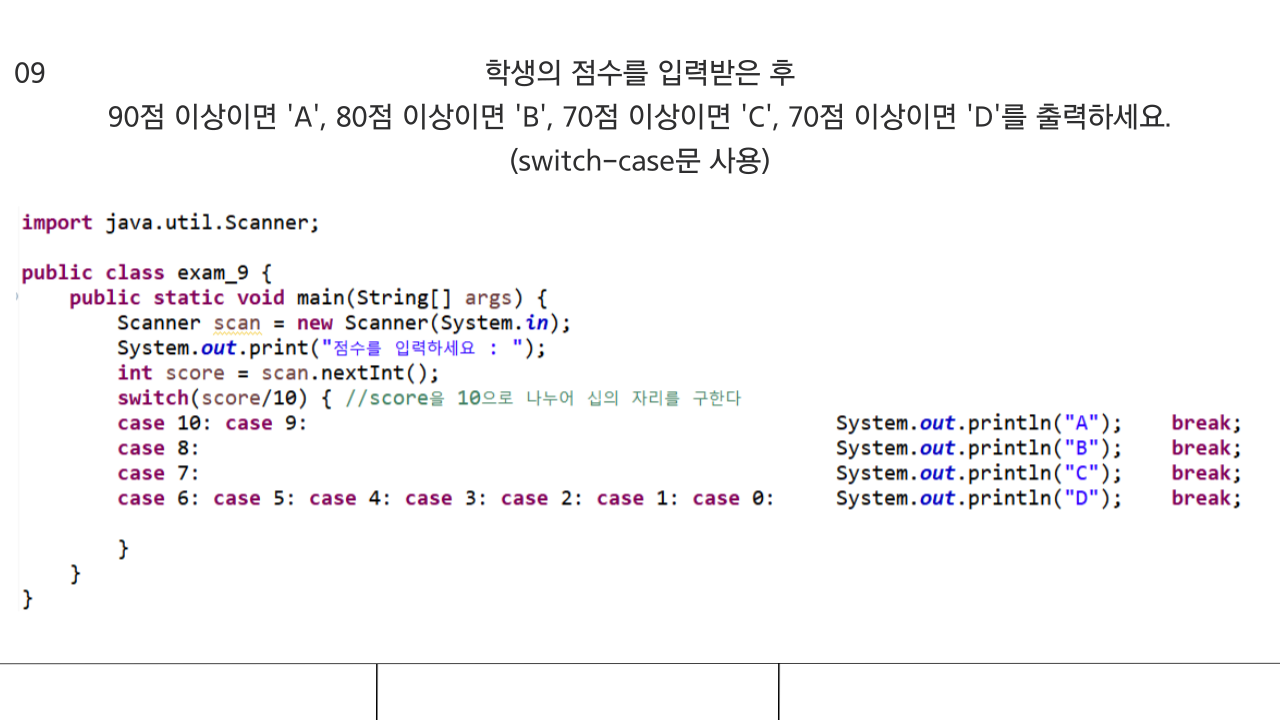 09
학생의 점수를 입력받은 후
90점 이상이면 'A', 80점 이상이면 'B', 70점 이상이면 'C', 70점 이상이면 'D'를 출력하세요.
(switch-case문 사용)
import java.util.Scanner;
public class exam_9 {
public static void main(String[] args) {
Scanner scan = new Scanner(System.in);
System.out.print("점수를 입력하세요 : ");
int score = scan.nextInt();
switch(score/10) { //score을 10으로 나누어 십의 자리를 구한다
case 10: case 9: System.out.println("A"); break;
case 8: System.out.println("B"); break;
case 7: System.out.println("C"); break;
case 6: case 5: case 4: case 3: case 2: case 1: case 0: System.out.println("D"); break;
}
}
}